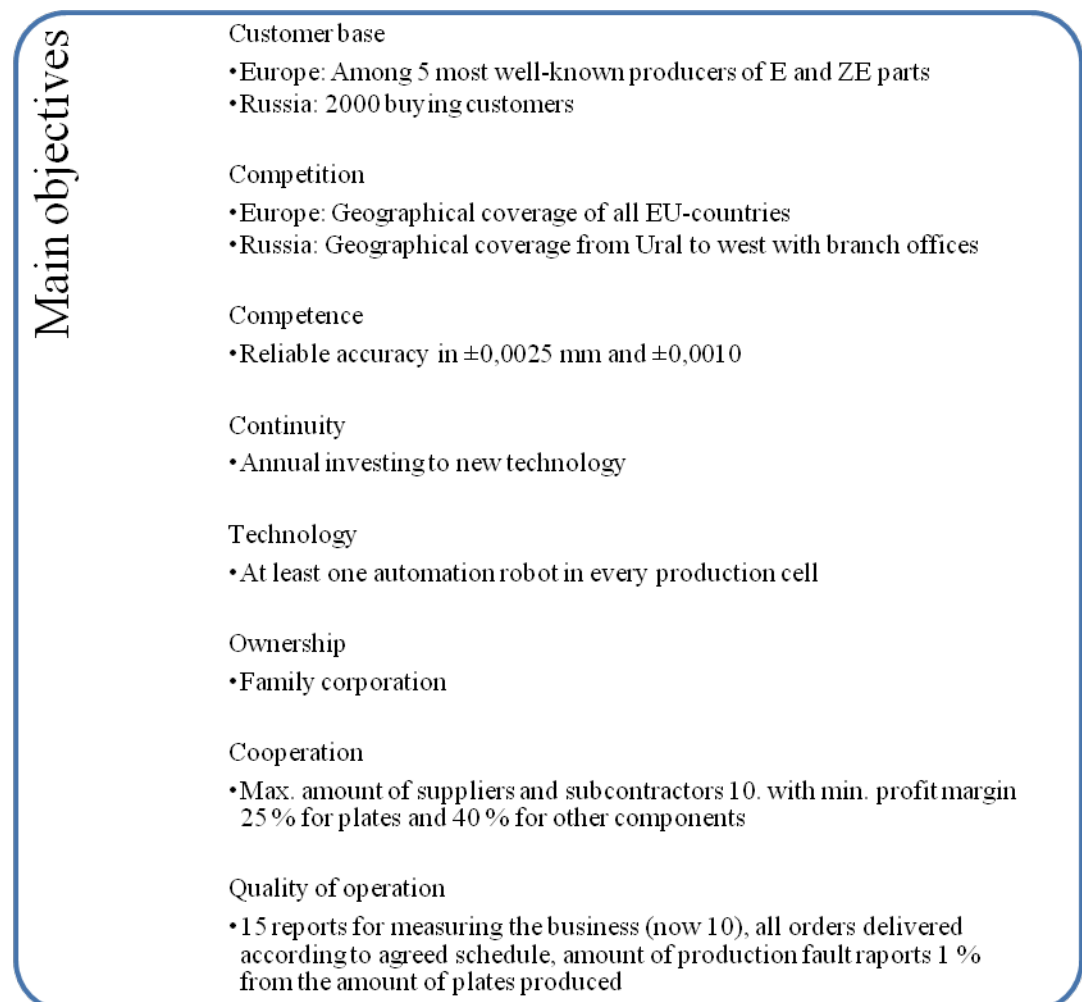 Main objectives
Customer base
•Europe: Among 5 most well-known producers of E and ZE parts
•Russia: 2000 buying customers
Competition
•Europe: Geographical coverage of all EU-countries
•Russia: Geographical coverage from Ural to west with branch offices
Competence
•Reliable accuracy in ±0,0025 mm and ±0,0010
Continuity
•Annual investing to new technology
Technology
•At least one automation robot in every production cell
Ownership
•Family corporation
Cooperation
•Max. amount of suppliers and subcontractors 10. with min. profit margin
25 % for plates and 40 % for other components
Quality of operation
•15 reports for measuring the business (now 10), all orders delivered
according to agreed schedule, amount of production fault raports 1 %
from the amount of plates produced